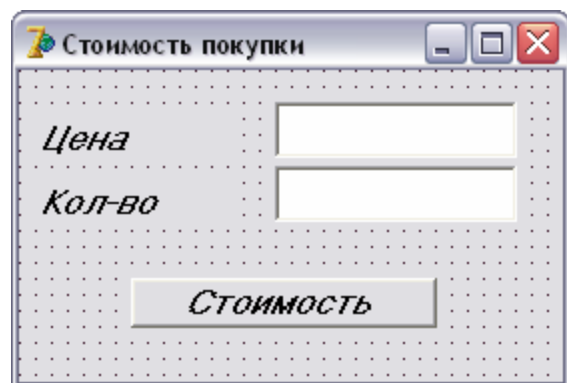 Стоимость покупки
Цена
Кол-во
Стоимость